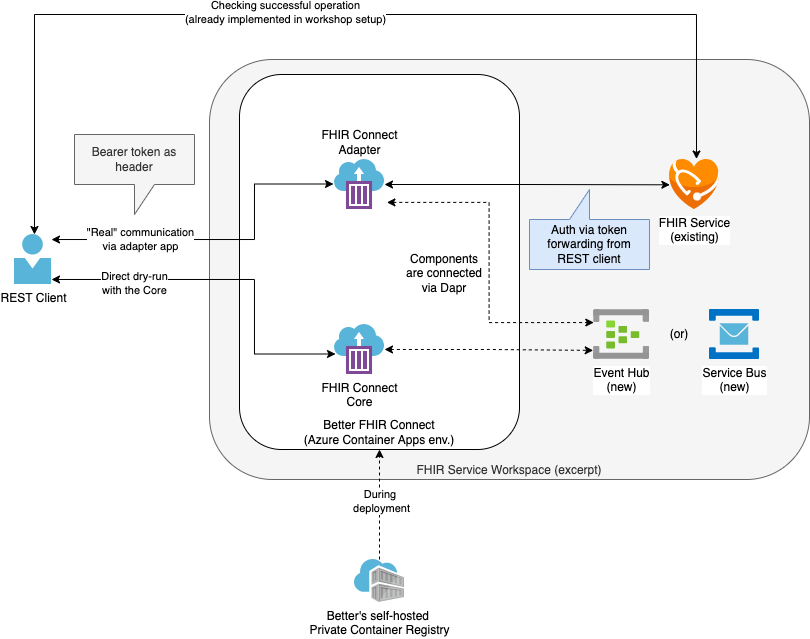 Checking successful operation
(already implemented in workshop setup)
FHIR Connect
Adapter
Bearer token as
header
"Real" communication
via adapter app
FHIR Service
(existing)
Auth via token
forwarding from
REST client
Components
are connected
via Dapr
Direct dry-run
with the Core
REST Client
(or)
Event Hub
(new)
Service Bus
(new)
FHIR Connect
Core
Better FHIR Connect
(Azure Container Apps env.)
FHIR Service Workspace (excerpt)
During
deployment
Better's self-hosted
Private Container Registry